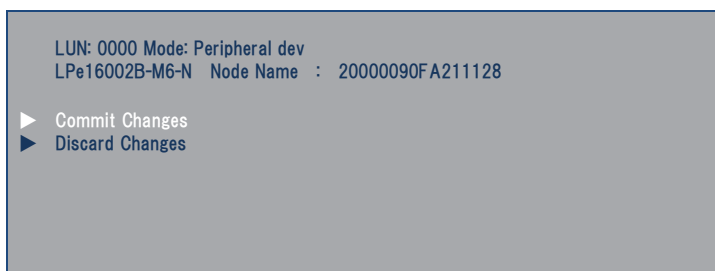 LUN: 0000 Mode: Peripheral dev
LPe16002B-M6-N Node Name : 20000090FA211128
Commit Changes
Discard Changes